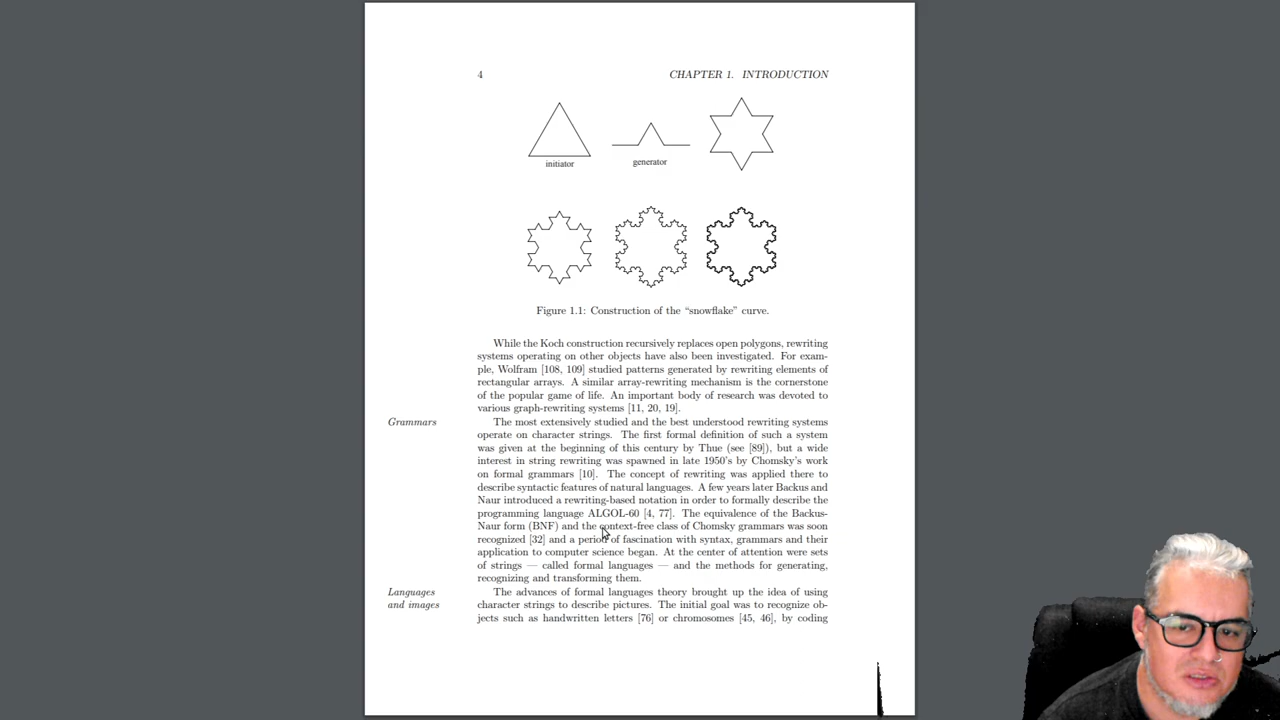 4
CHAPTER 1. INTRODUCTION
initiator
generator
Figure 1.1: Construction of the “snowflake” curve.
While the Koch construction recursively replaces open polygons, rewriting
systems operating on other objects have also been investigated. For exam-
ple, Wolfram [108, 109] studied patterns generated by rewriting elements of
rectangular arrays. A similar array-rewriting mechanism is the cornerstone
of the popular game of life. An important body of research was devoted to
various graph-rewriting systems [11, 20, 19].
Grammars
The most extensively studied and the best understood rewriting systems
operate on character strings. The first formal definition of such a system
was given at the beginning of this century by Thue (see [89]), but a wide
interest in string rewriting was spawned in late 1950's by Chomsky's work
on formal grammars [10]. The concept of rewriting was applied there to
describe syntactic features of natural languages. A few years later Backus and
Naur introduced a rewriting-based notation in order to formally describe the
programming language ALGOL-60 [4, 77]. The equivalence of the Backus-
Naur form (BNF) and the context-free class of Chomsky grammars was soon
recognized [32] and a period of fascination with syntax, grammars and their
application to computer science began. At the center of attention were sets
of strings — called formal languages — and the methods for generating,
recognizing and transforming them.
Languages
and images
The advances of formal languages theory brought up the idea of using
character strings to describe pictures. The initial goal was to recognize ob-
jects such as handwritten letters [76] or chromosomes [45, 46], by coding